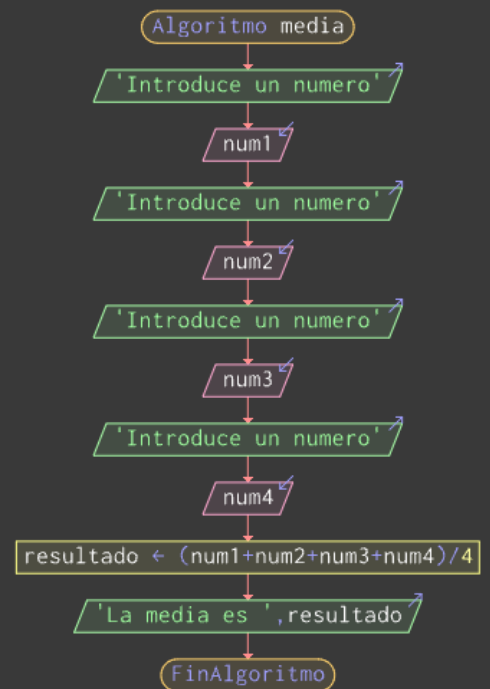 Algoritmo media
'Introduce un numero'
num1
'Introduce un numero'
num2
'Introduce un numero'
num3
'Introduce un numero'
num4
resultado ← (num1+num2+num3+num4)/4
'La media es ',resultado
FinAlgoritmo